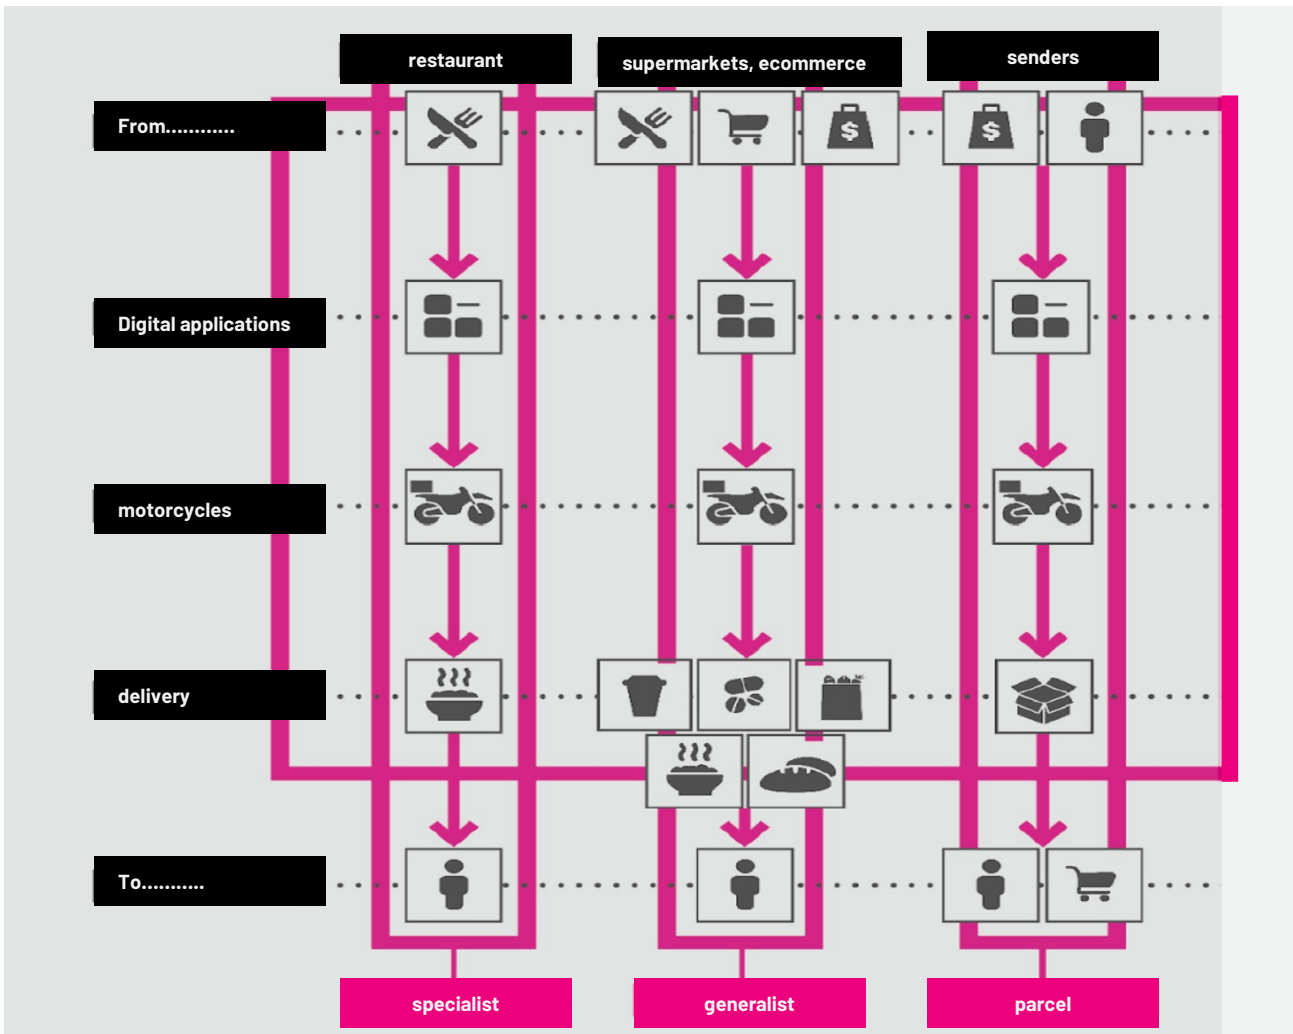 restaurant
supermarkets, ecommerce
senders
From............
$
$
Digital applications
motorcycles
delivery
To...........
specialist
generalist
parcel